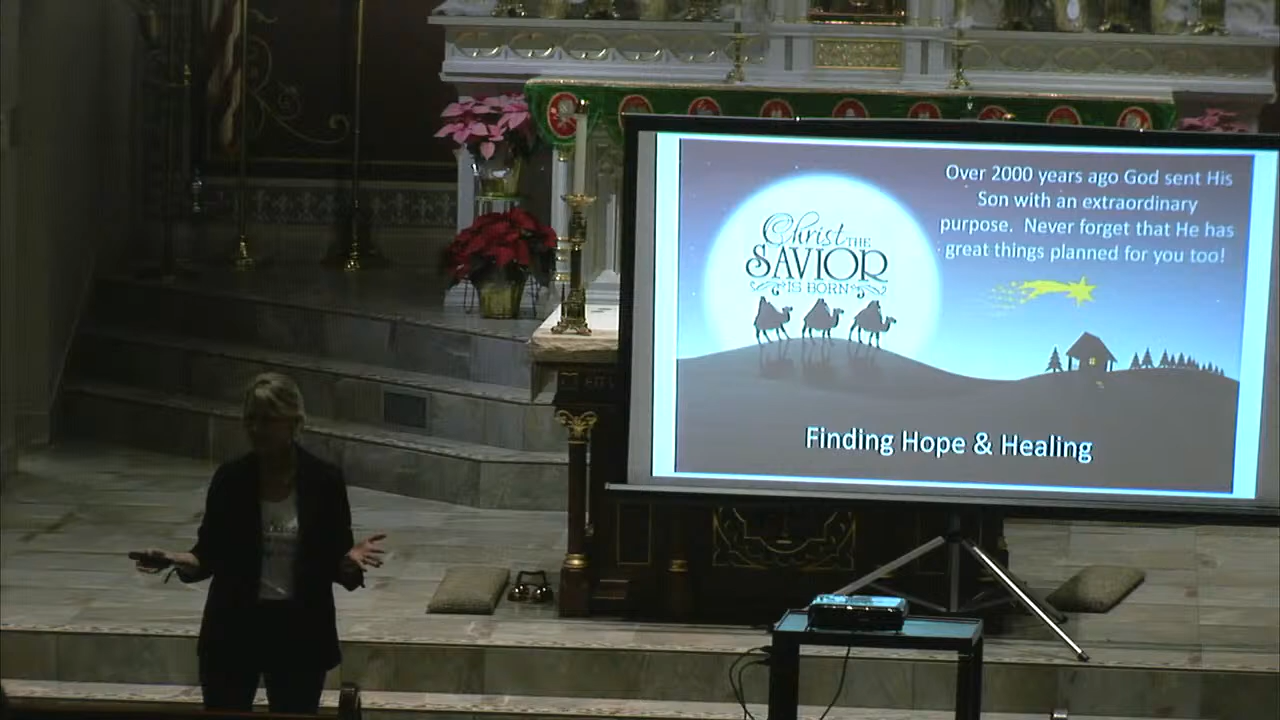 Over 2000 years ago God sent His
Son with an extraordinary
purpose. Never forget that He has
great things planned for you too!
Christ THE
SAVIOR
IS BORN
Finding Hope & Healing